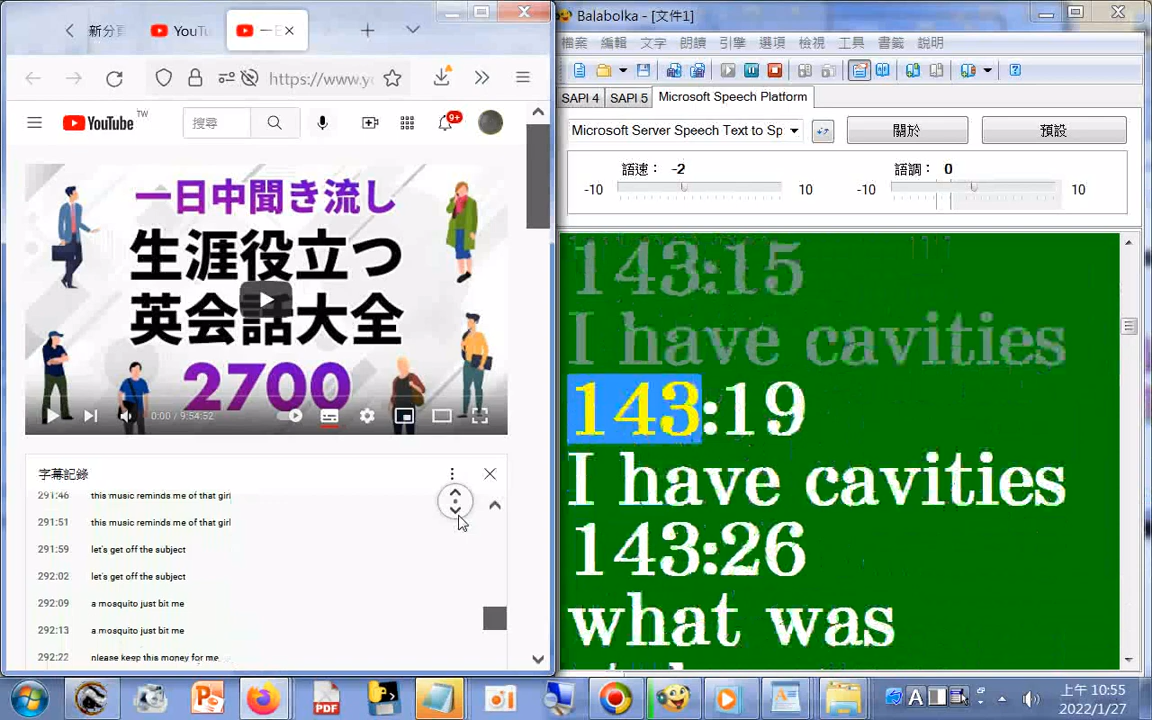 新分
YouTu
https://www.yo
YouTube TW
搜尋
9+
一日中聞き流し
生涯役立つ
英会話大全
2700
0:00 / 9:54:52
字幕記錄
291:46 this music reminds me of that girl
291:51 this music reminds me of that girl
291:59 let's get off the subject
292:02 let's get off the subject
292:09 a mosquito just bit me
292:13 a mosquito just bit me
292:22 please keep this money for me
Balabolka - [文件1]
檔案 編輯 文字 朗讀 引擎 選項 檢視 工具 書籤 說明
SAPI 4 SAPI 5 Microsoft Speech Platform
Microsoft Server Speech Text to Sp
關於
預設
語速： -2
語調： 0
-10 10
-10 10
143:15
I have cavities
143:19
I have cavities
143:26
what was
PDF
A
上午 10:55
2022/1/27